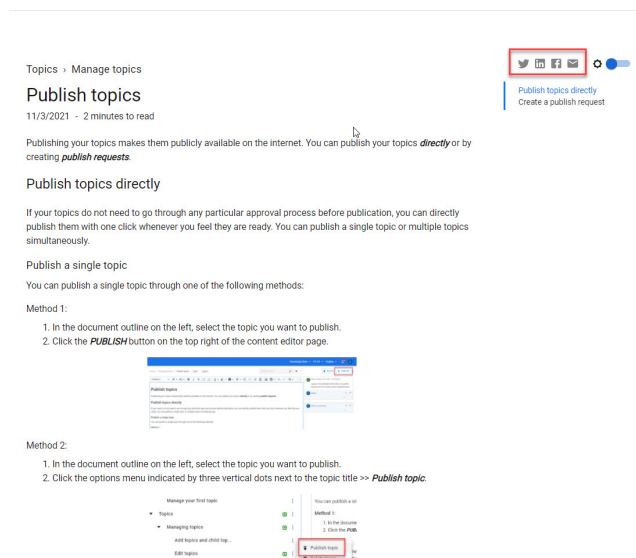 Topics › Manage topics
Publish topics directly
Create a publish request
Publish topics
11/3/2021 - 2 minutes to read
Publishing your topics makes them publicly available on the internet. You can publish your topics directly or by
creating publish requests.
Publish topics directly
If your topics do not need to go through any particular approval process before publication, you can directly
publish them with one click whenever you feel they are ready. You can publish a single topic or multiple topics
simultaneously.
Publish a single topic
You can publish a single topic through one of the following methods:
Method 1:
1. In the document outline on the left, select the topic you want to publish.
2. Click the PUBLISH button on the top right of the content editor page.
Publish topics
Publish topics directly
Method 2:
1. In the document outline on the left, select the topic you want to publish.
2. Click the options menu indicated by three vertical dots next to the topic title >> Publish topic.
Manage your first topic
You can publish a
Topics
Method 1:
1. In the docume
Managing topics
2. Click the PUB
Add topics and child top...
Publish topic
Edit topics